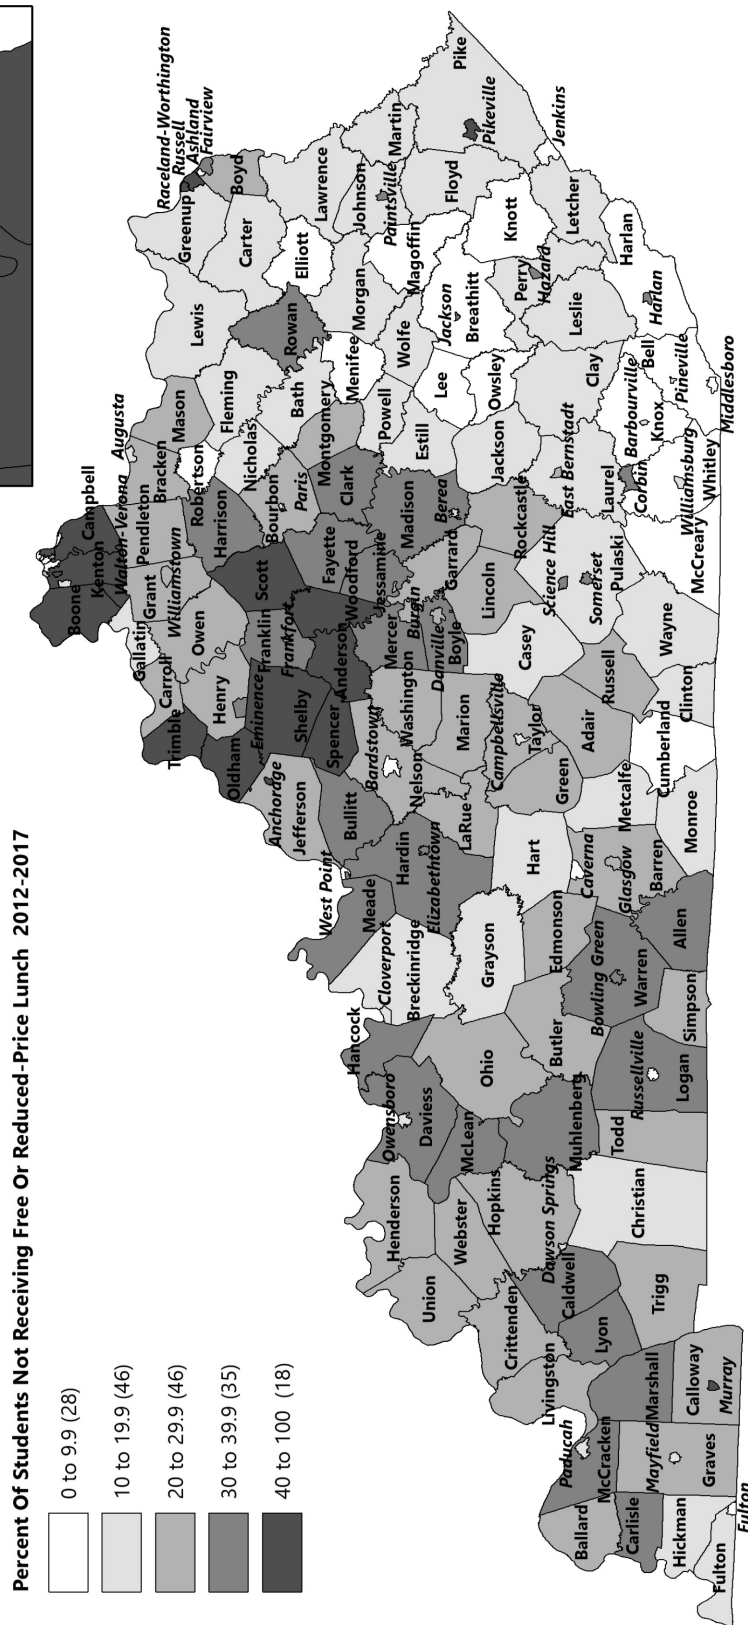 Percent Of Students Not Receiving Free Or Reduced-Price Lunch 2012-2017
0 to 9.9 (28)
10 to 19.9 (46)
20 to 29.9 (46)
30 to 39.9 (35)
40 to 100 (18)
Raceland-Worthington
Russell
Ashland
Fairview
Greenup
Boyd
Carter
Lewis
Lawrence
Elliott
Rowan
Johnson
Martin
Paintsville
Pike
Pikeville
Jenkins
Floyd
Magoffin
Morgan
Menifee
Wolfe
Knott
Letcher
Perry
Hazard
Jackson
Breathitt
Leslie
Harlan
Harlan
Lee
Owsley
Clay
Bell
Pineville
Middlesboro
Barbourville
Knox
Corbin
Williamsburg
Whitley
McCreary
Laurel
East Bernstadt
Jackson
Estill
Powell
Montgomery
Bath
Fleming
Mason
Augusta
Bracken
Robertson
Nicholas
Bourbon
Paris
Clark
Madison
Berea
Rockcastle
Garrard
Lincoln
Science Hill
Somerset
Pulaski
Wayne
Clinton
Russell
Casey
Campbell
Kenton
Boone
Walton-Verona
Pendleton
Grant
Williamstown
Harrison
Gallatin
Carroll
Owen
Scott
Fayette
Woodford
Jessamine
Franklin
Frankfort
Anderson
Mercer
Burgin
Danville
Boyle
Trimble
Henry
Eminence
Oldham
Shelby
Spencer
Anchorage
Jefferson
Bullitt
Bardstown
Nelson
Washington
Marion
Campbellsville
Taylor
Adair
Green
LaRue
Cumberland
Metcalfe
Monroe
West Point
Hardin
Elizabethtown
Meade
Hart
Caverna
Glasgow
Barren
Cloverport
Breckinridge
Grayson
Edmonson
Bowling Green
Warren
Allen
Simpson
Hancock
Owensboro
Daviess
McLean
Ohio
Butler
Muhlenberg
Russellville
Logan
Todd
Henderson
Union
Webster
Hopkins
Dawson Springs
Christian
Crittenden
Caldwell
Lyon
Trigg
Livingston
Paducah
McCracken
Marshall
Mayfield
Calloway
Murray
Graves
Ballard
Carlisle
Hickman
Fulton
Fulton